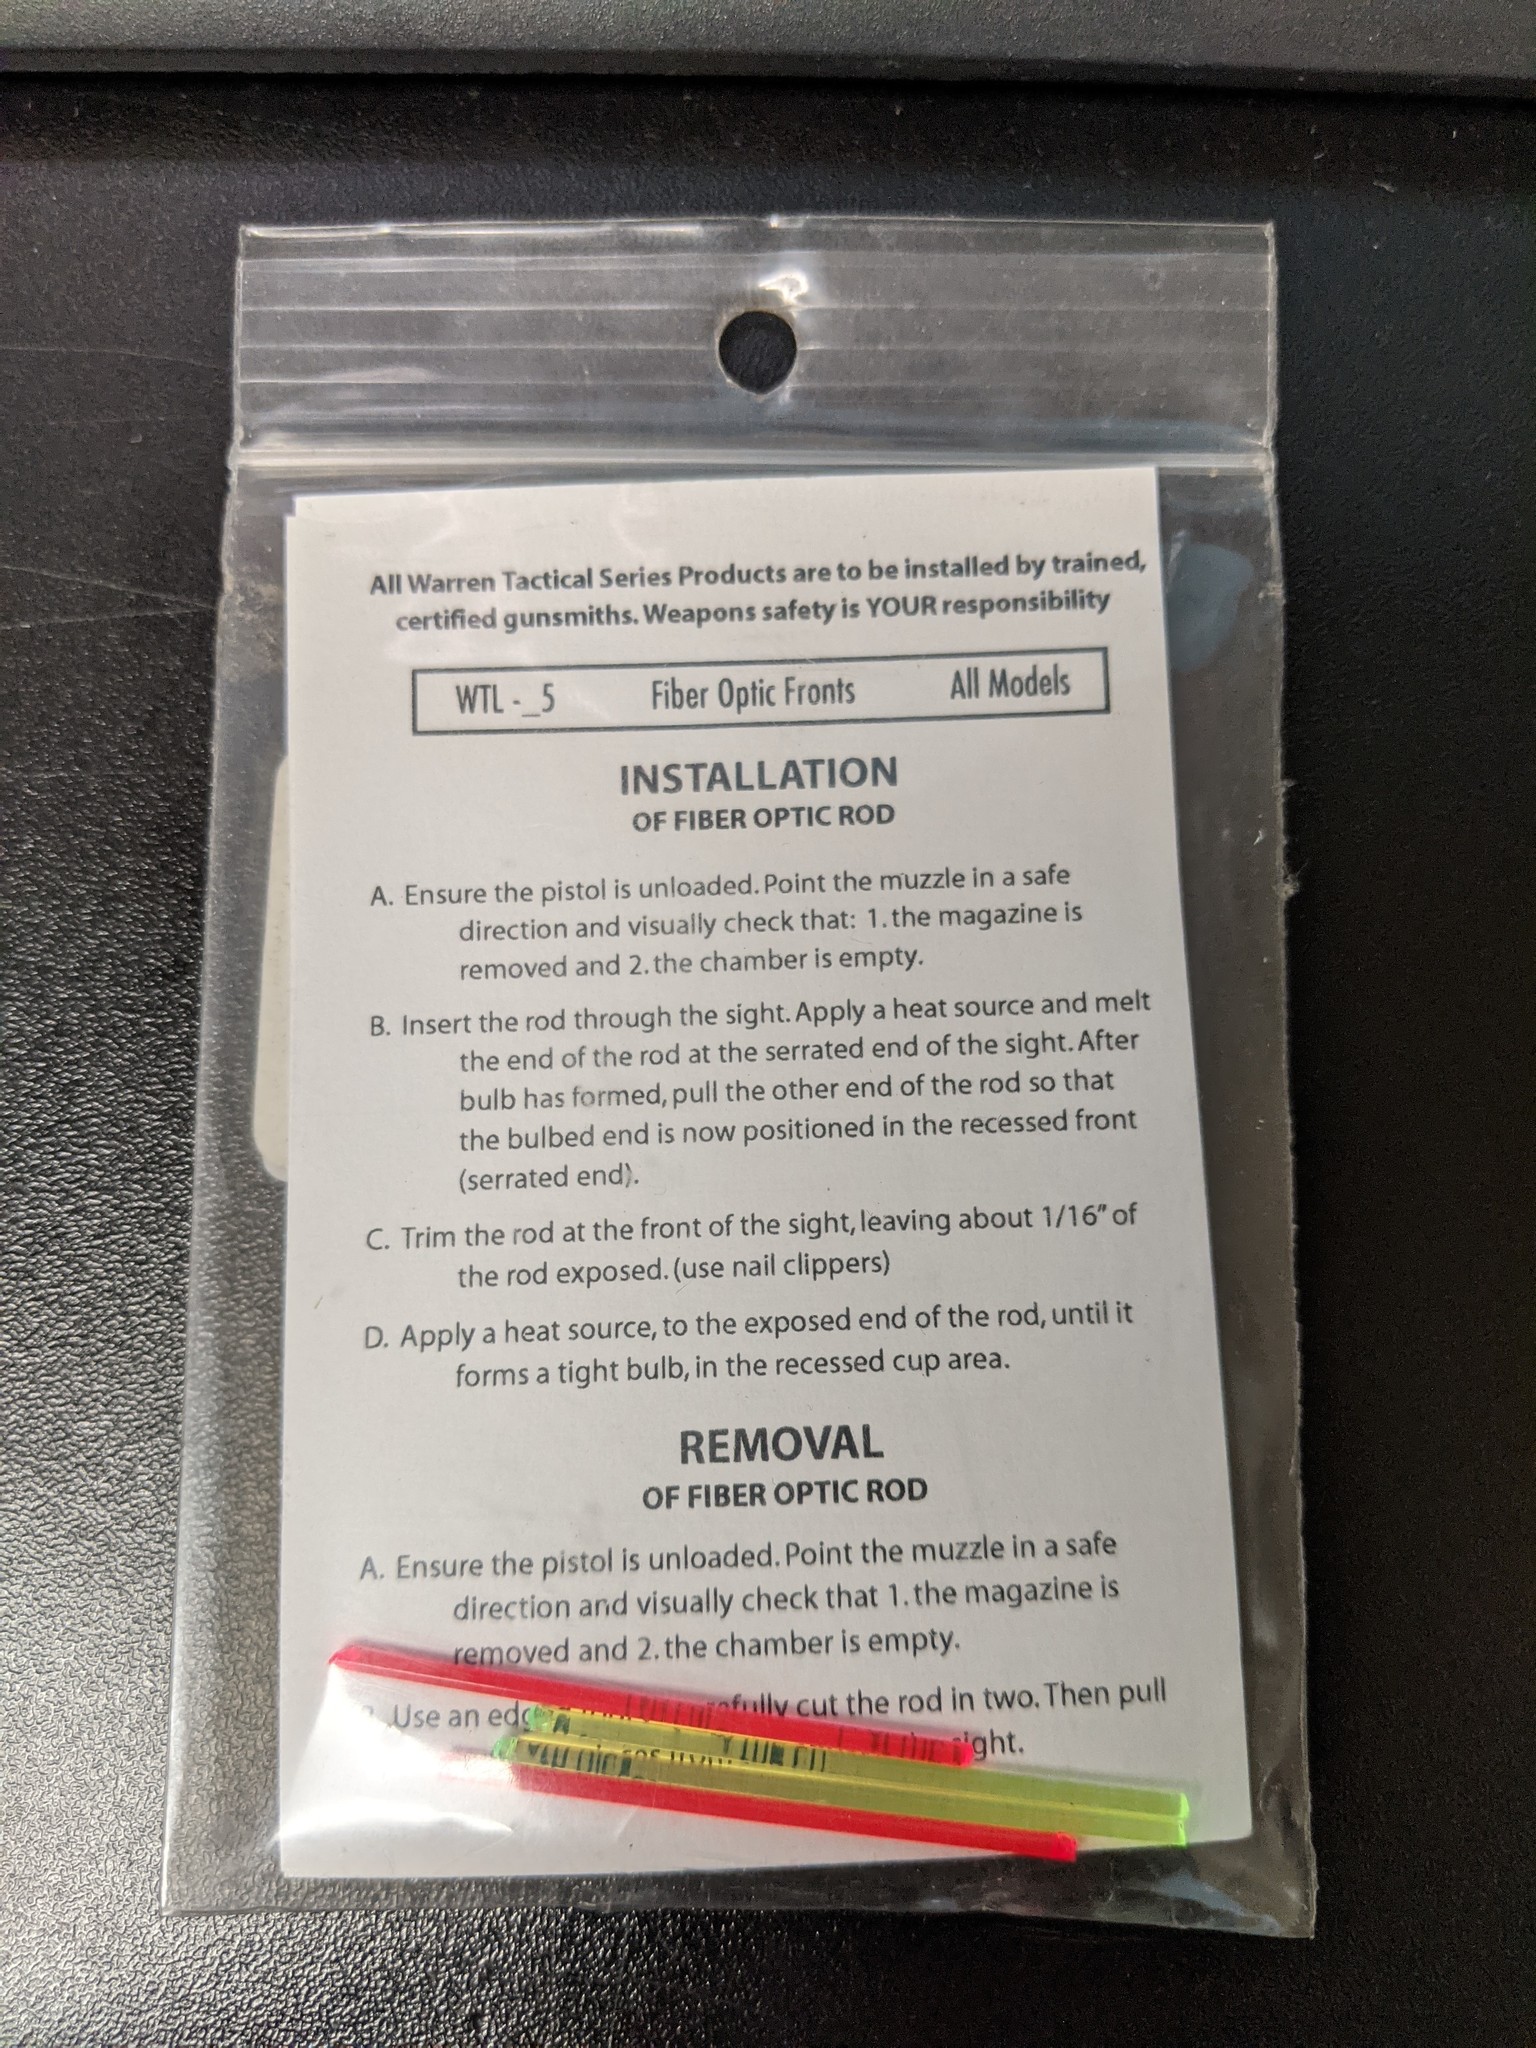 All Warren Tactical Series Products are to be installed by trained,
certified gunsmiths. Weapons safety is YOUR responsibility
WTL -_5 Fiber Optic Fronts All Models
INSTALLATION
OF FIBER OPTIC ROD
A. Ensure the pistol is unloaded. Point the muzzle in a safe
direction and visually check that: 1. the magazine is
removed and 2. the chamber is empty.
B. Insert the rod through the sight. Apply a heat source and melt
the end of the rod at the serrated end of the sight. After
bulb has formed, pull the other end of the rod so that
the bulbed end is now positioned in the recessed front
(serrated end).
C. Trim the rod at the front of the sight, leaving about 1/16" of
the rod exposed. (use nail clippers)
D. Apply a heat source, to the exposed end of the rod, until it
forms a tight bulb, in the recessed cup area.
REMOVAL
OF FIBER OPTIC ROD
A. Ensure the pistol is unloaded. Point the muzzle in a safe
direction and visually check that 1. the magazine is
removed and 2. the chamber is empty.
Use an cut the rod in two. Then pull